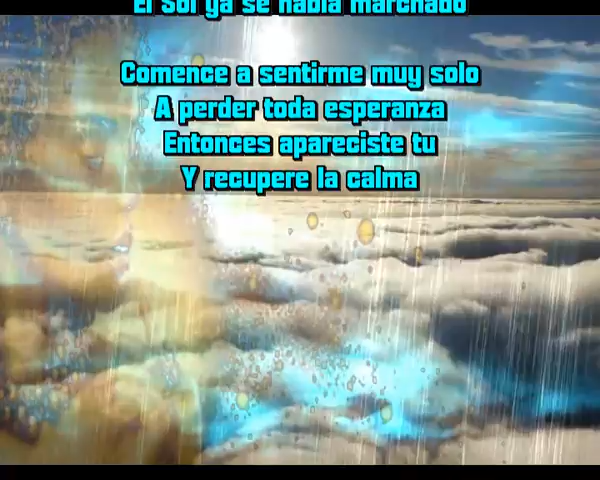 El Sol ya se había marchado
Comence a sentirme muy solo
A perder toda esperanza
Entonces apareciste tu
Y recupere la calma